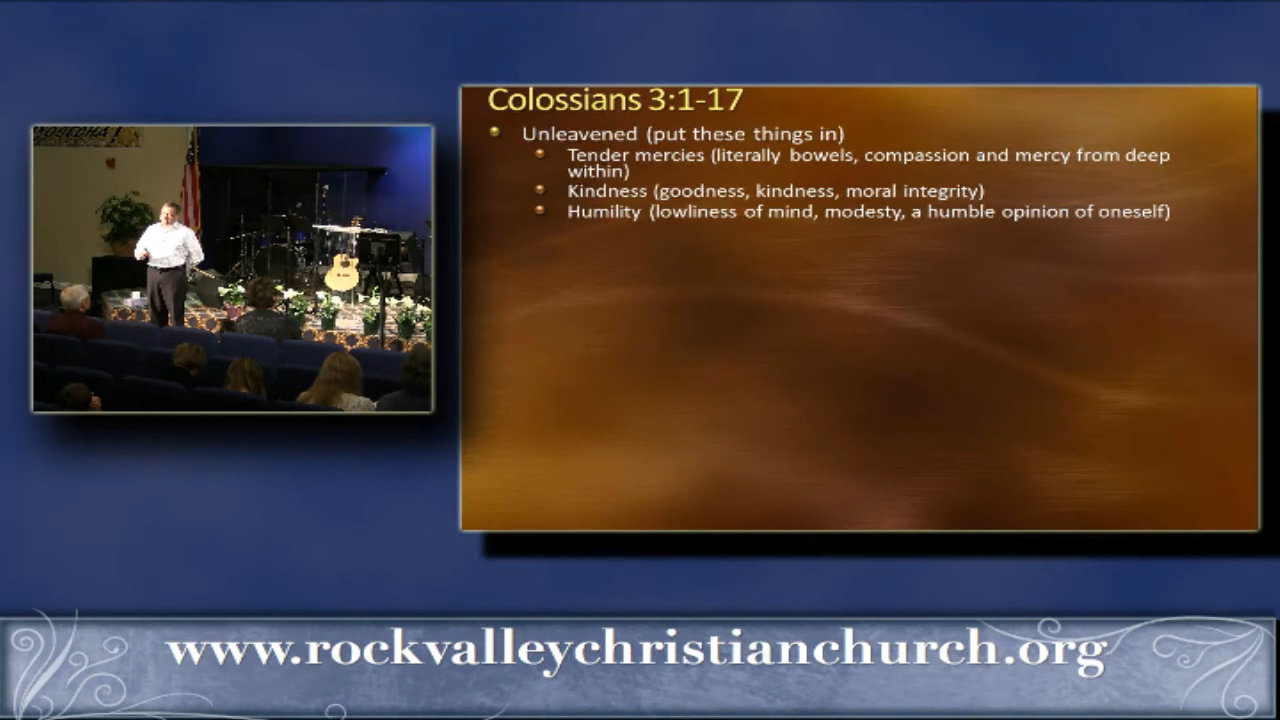 Colossians 3:1-17
Unleavened (put these things in)
Tender mercies (literally bowels, compassion and mercy from deep
within)
Kindness (goodness, kindness, moral integrity)
Humility (lowliness of mind, modesty, a humble opinion of oneself)
www.rockvalleychristianchurch.org